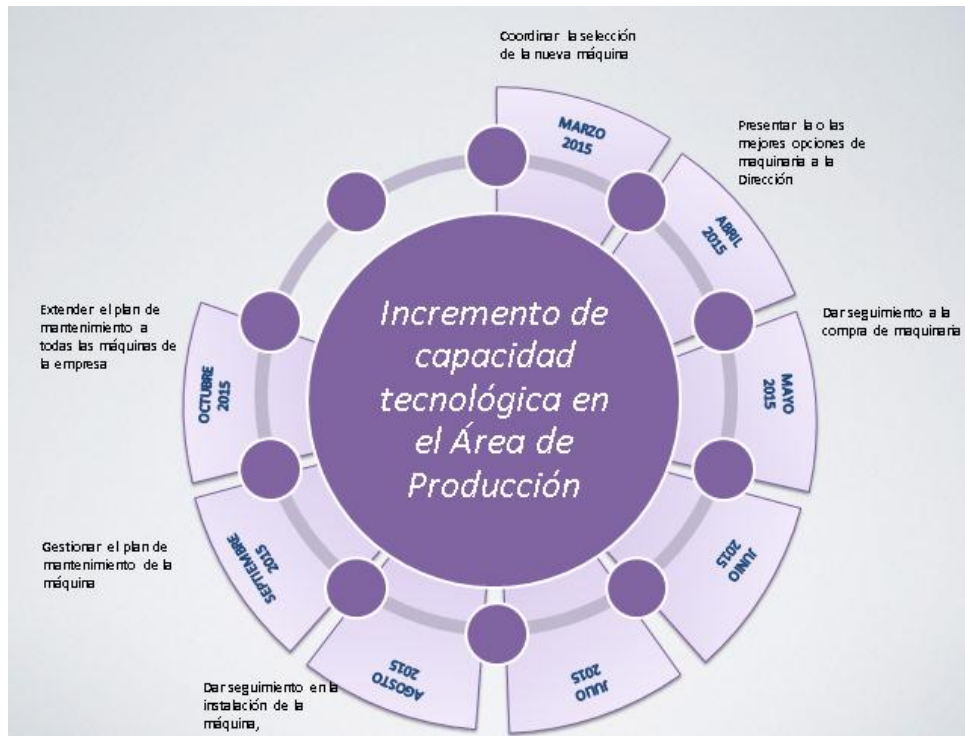 Coordinar la selección
de la nueva máquina
MARZO
2015
Presentar la o las
mejores opciones de
maquinaria a la
Dirección
ABRIL
2015
Dar seguimiento a la
compra de maquinaria
MAYO
2015
JUNIO
2015
JULIO
2015
AGOSTO
2015
Dar seguimiento en la
instalación de la
máquina,
SEPTIEMBRE
2015
Gestionar el plan de
mantenimiento de la
máquina
OCTUBRE
2015
Extender el plan de
mantenimiento a
todas las máquinas de
la empresa
Incremento de
capacidad
tecnológica en
el Área de
Producción